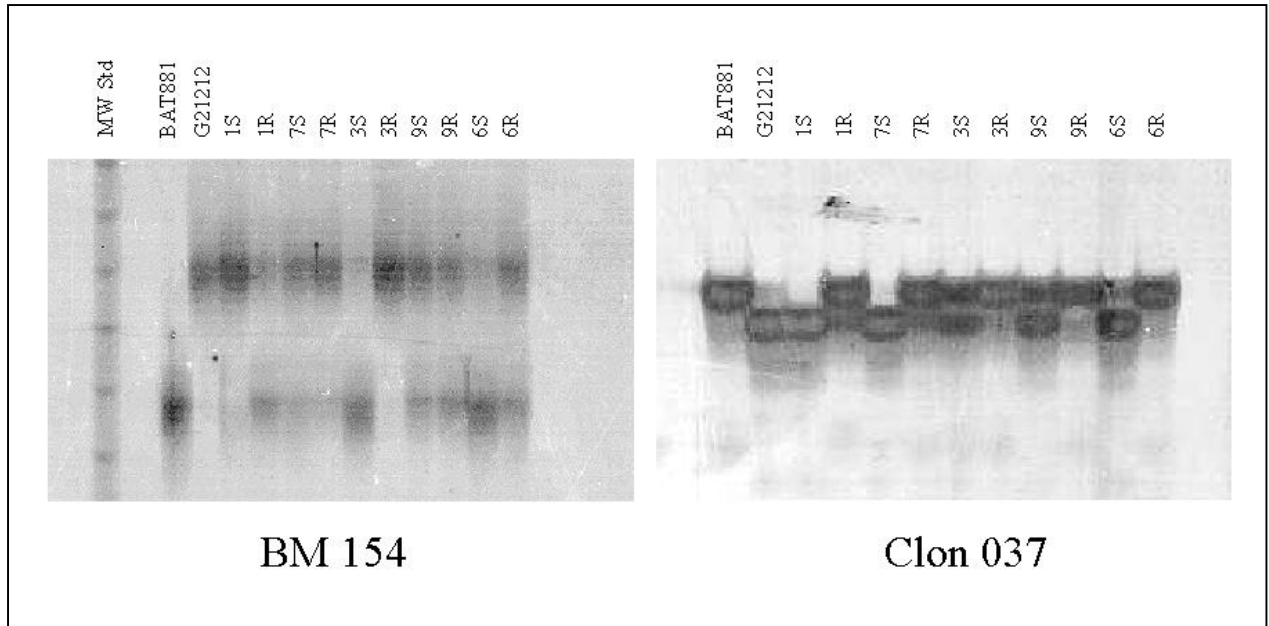 MW Std
BAT881
G21212
1S
1R
7S
7R
3S
3R
9S
9R
6S
6R
BAT881
G21212
1S
1R
7S
7R
3S
3R
9S
9R
6S
6R
BM 154
Clon 037